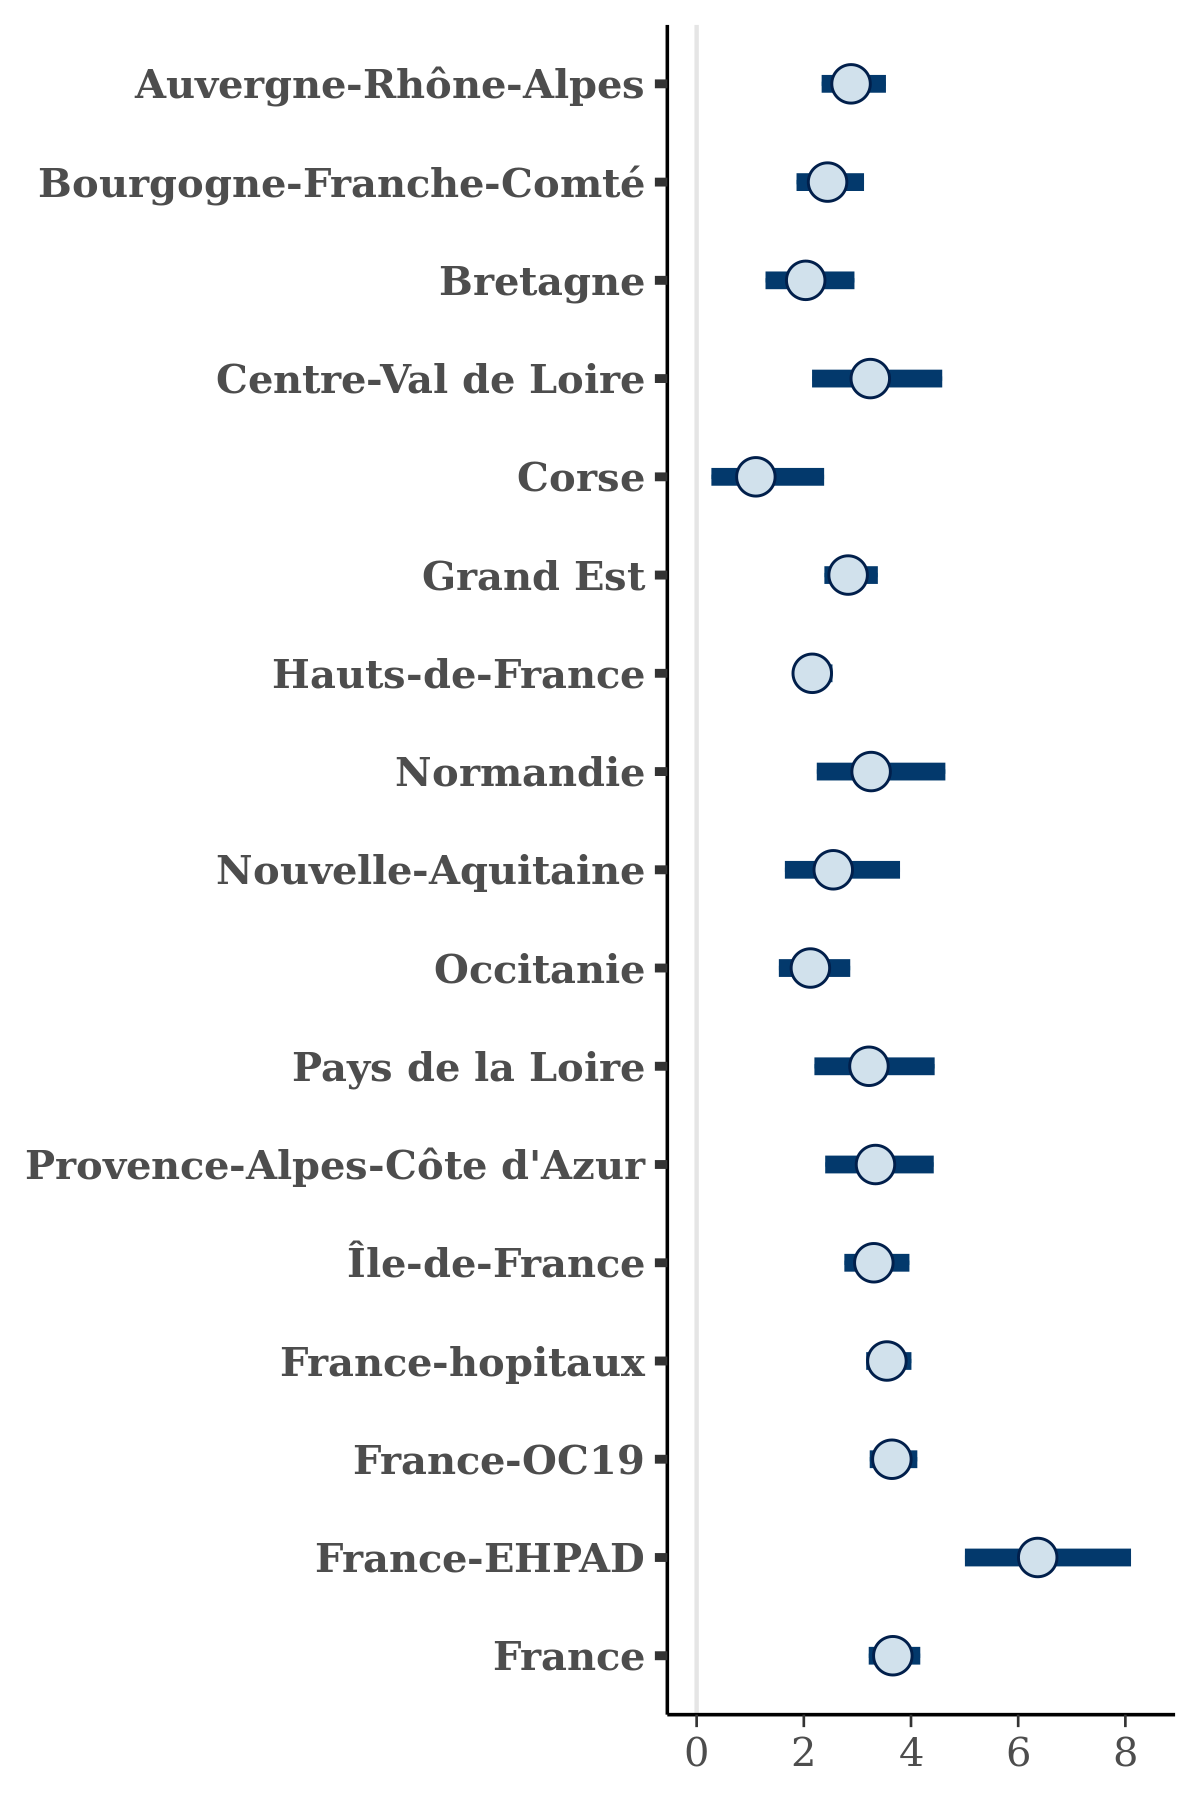 Auvergne-Rhône-Alpes
Bourgogne-Franche-Comté
Bretagne
Centre-Val de Loire
Corse
Grand Est
Hauts-de-France
Normandie
Nouvelle-Aquitaine
Occitanie
Pays de la Loire
Provence-Alpes-Côte d'Azur
Île-de-France
France-hopitaux
France-OC19
France-EHPAD
France
0 2 4 6 8